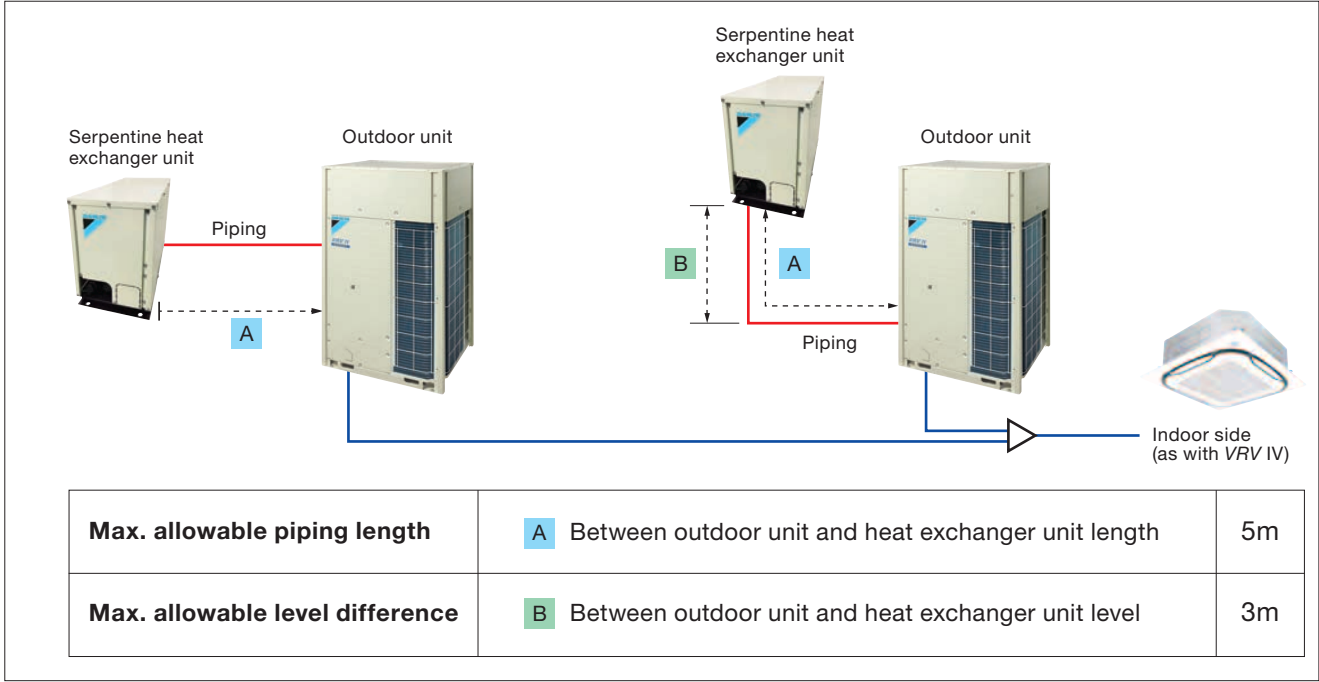 Serpentine heat
exchanger unit
Outdoor unit
Piping
A
Serpentine heat
exchanger unit
Outdoor unit
B
A
Piping
Indoor side
(as with VRV IV)
Max. allowable piping length
A Between outdoor unit and heat exchanger unit length
5m
Max. allowable level difference
B Between outdoor unit and heat exchanger unit level
3m